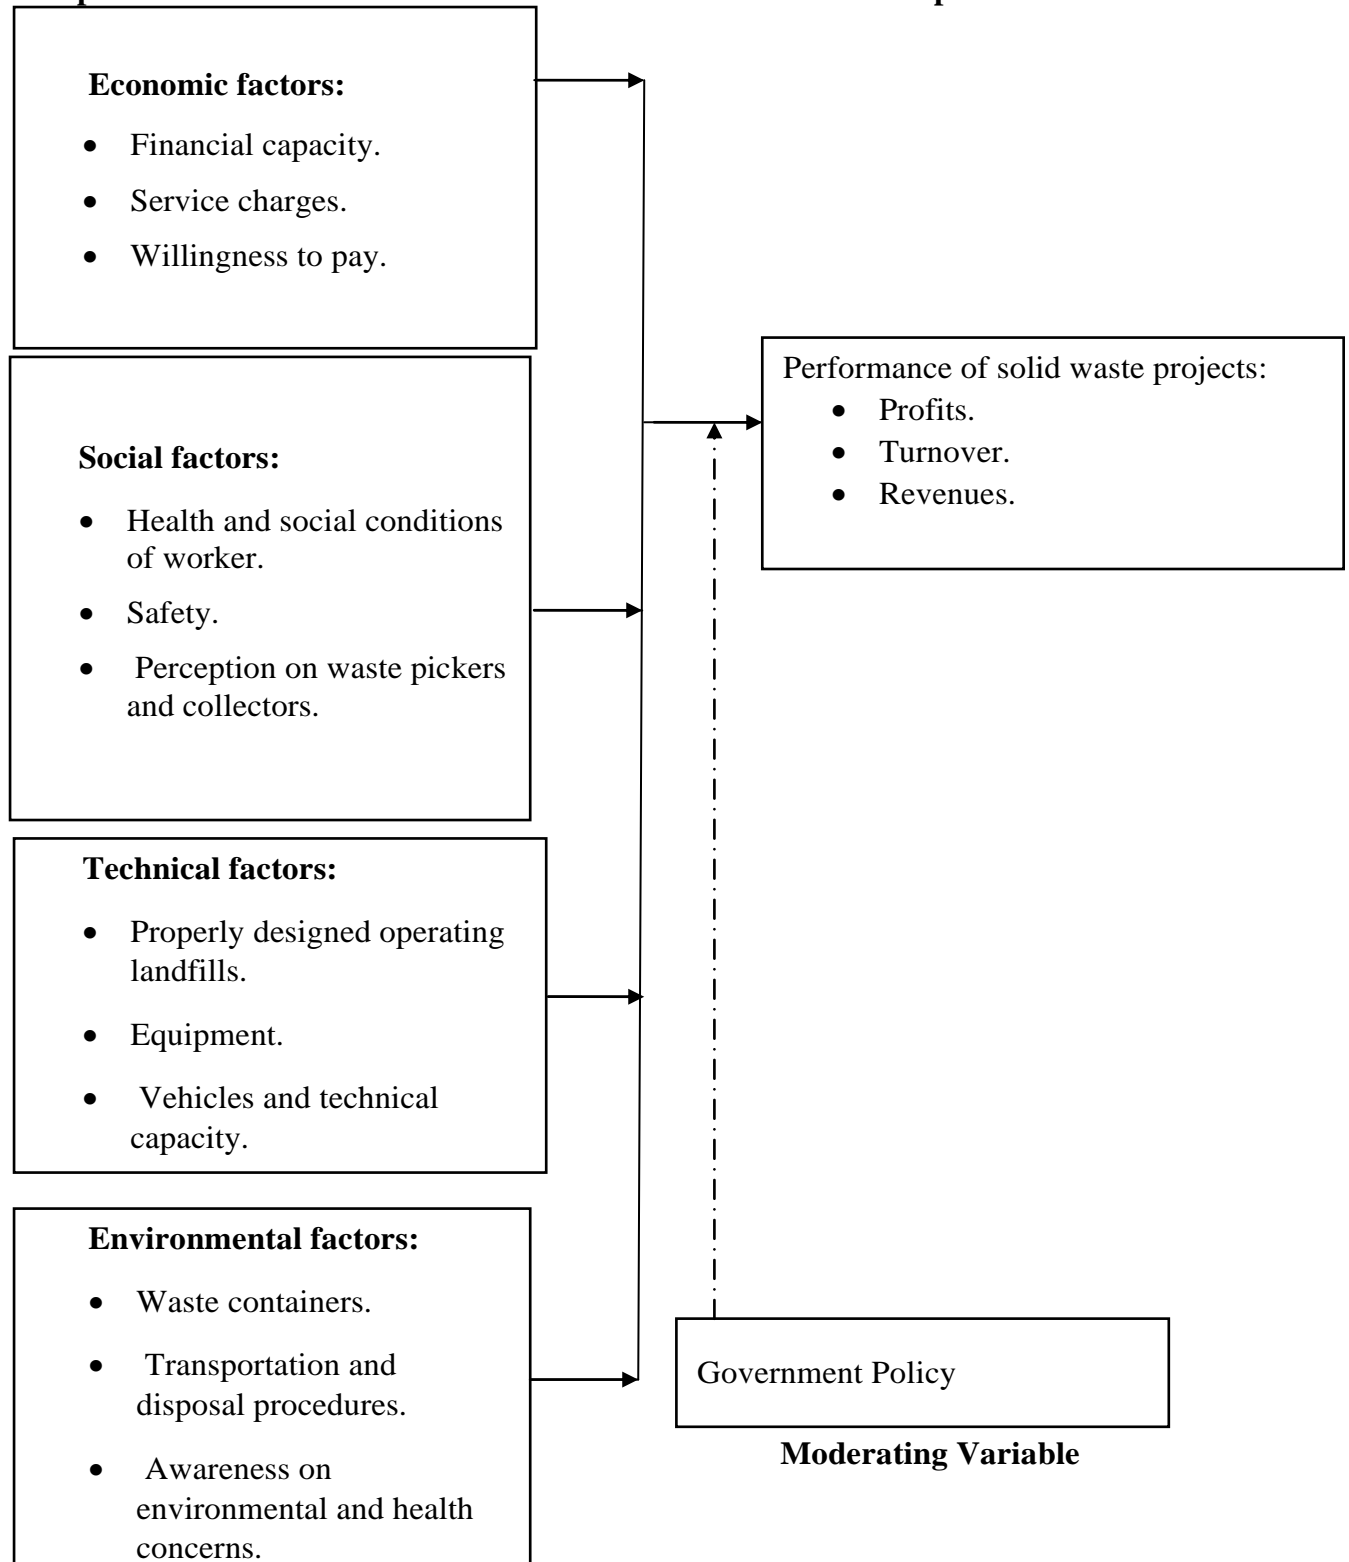 Economic factors:
• Financial capacity.
• Service charges.
• Willingness to pay.
Social factors:
• Health and social conditions
of worker.
• Safety.
• Perception on waste pickers
and collectors.
Technical factors:
• Properly designed operating
landfills.
• Equipment.
• Vehicles and technical
capacity.
Environmental factors:
• Waste containers.
• Transportation and
disposal procedures.
• Awareness on
environmental and health
concerns.
Performance of solid waste projects:
• Profits.
• Turnover.
• Revenues.
Government Policy
Moderating Variable